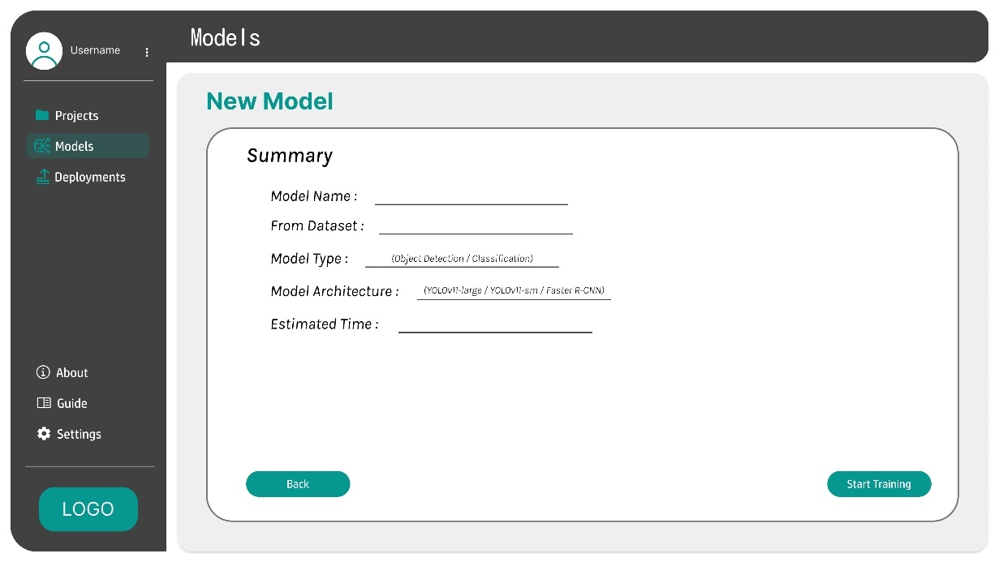 Username
Projects
Models
Deployments
About
Guide
Settings
LOGO
Models
New Model
Summary
Model Name :
From Dataset :
Model Type : (Object Detection / Classification)
Model Architecture : (YOLOv11-large / YOLOv11-sm / Faster R-CNN)
Estimated Time :
Back
Start Training